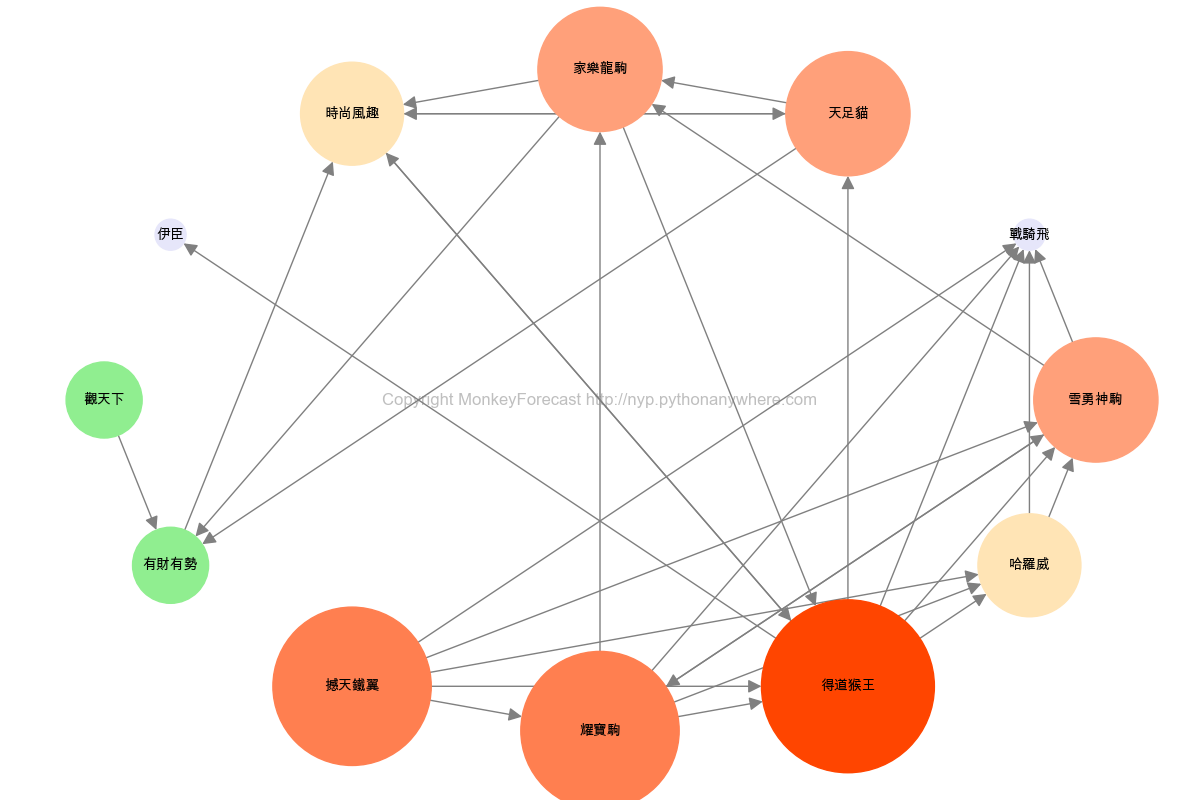 家樂龍駒
時尚風趣
天足貓
伊臣
戰騎飛
觀天下
Copyright MonkeyForecast http://nyp.pythonanywhere.com
雪勇神駒
有財有勢
哈羅威
撼天鐵翼
得道猴王
耀寶駒